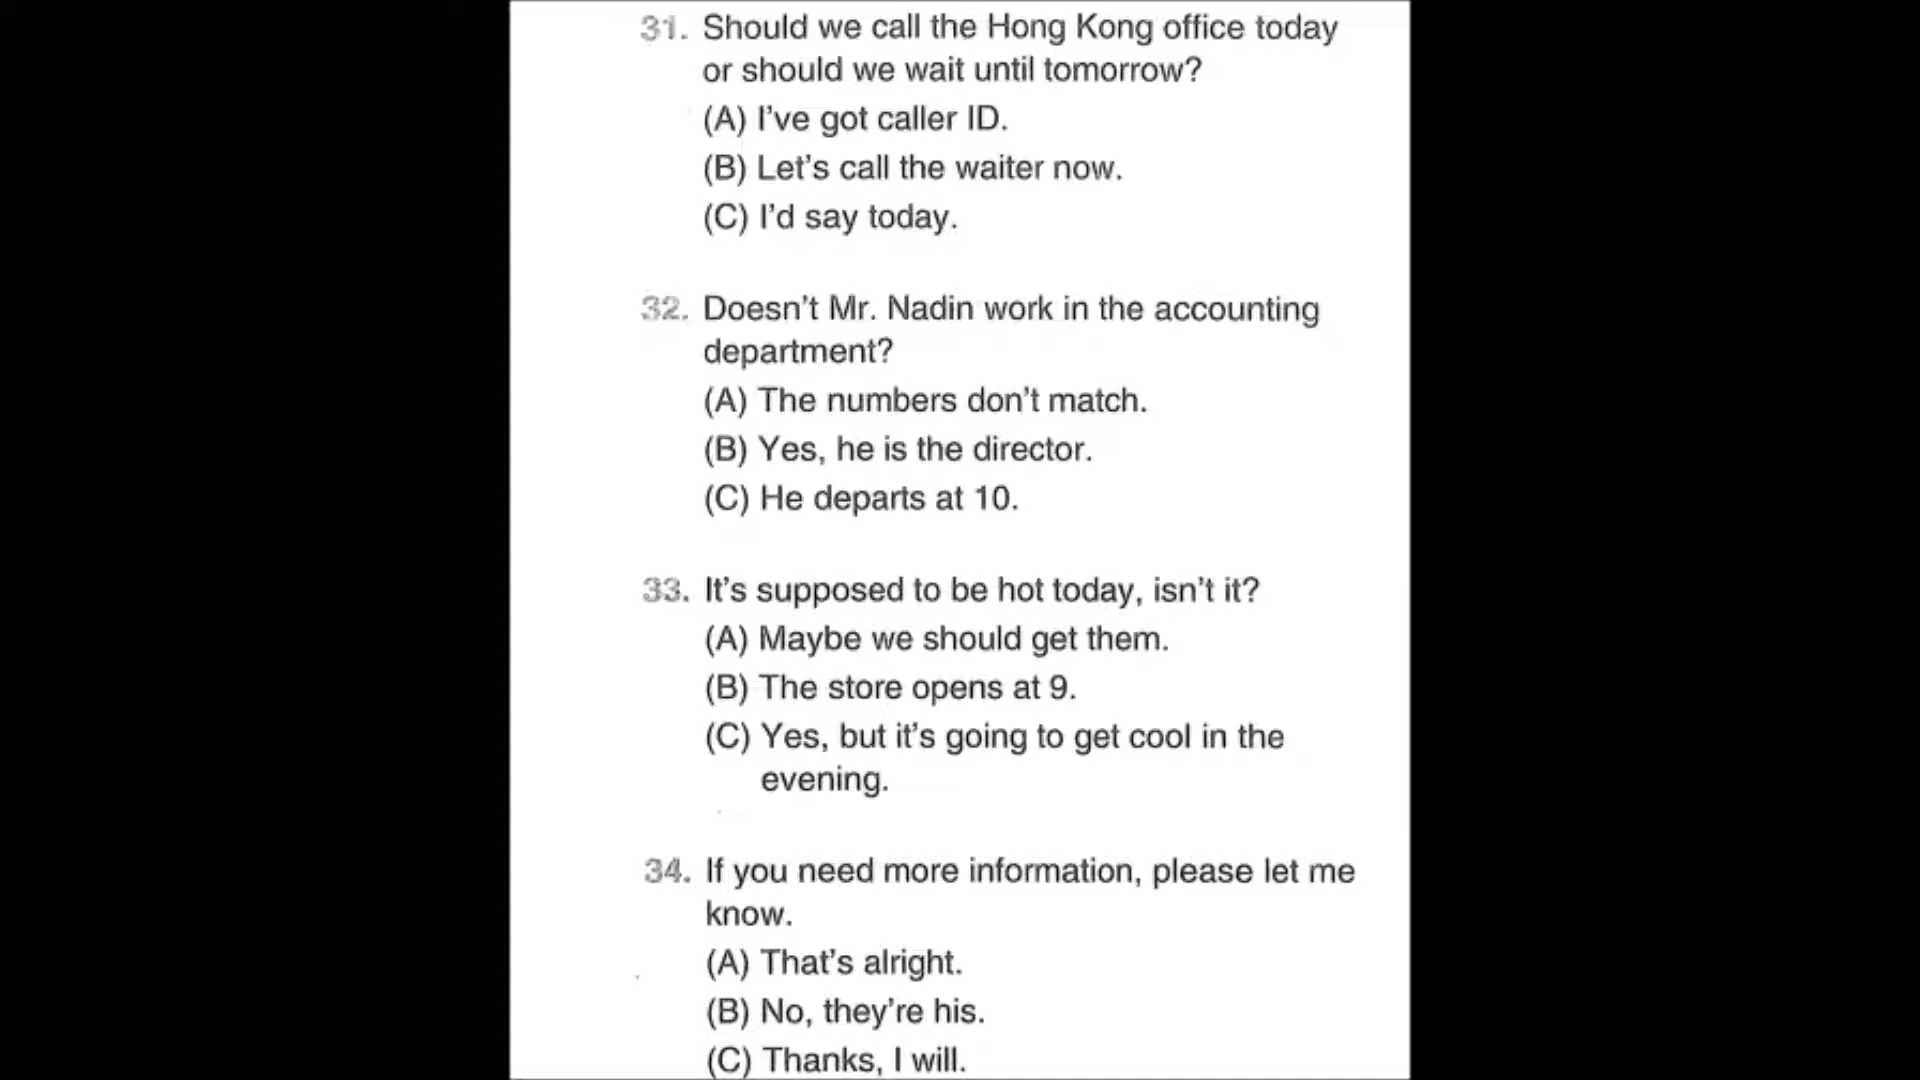 31. Should we call the Hong Kong office today
or should we wait until tomorrow?
(A) I've got caller ID.
(B) Let's call the waiter now.
(C) I'd say today.
32. Doesn't Mr. Nadin work in the accounting
department?
(A) The numbers don't match.
(B) Yes, he is the director.
(C) He departs at 10.
33. It's supposed to be hot today, isn't it?
(A) Maybe we should get them.
(B) The store opens at 9.
(C) Yes, but it's going to get cool in the
evening.
34. If you need more information, please let me
know.
(A) That's alright.
(B) No, they're his.
(C) Thanks, I will.